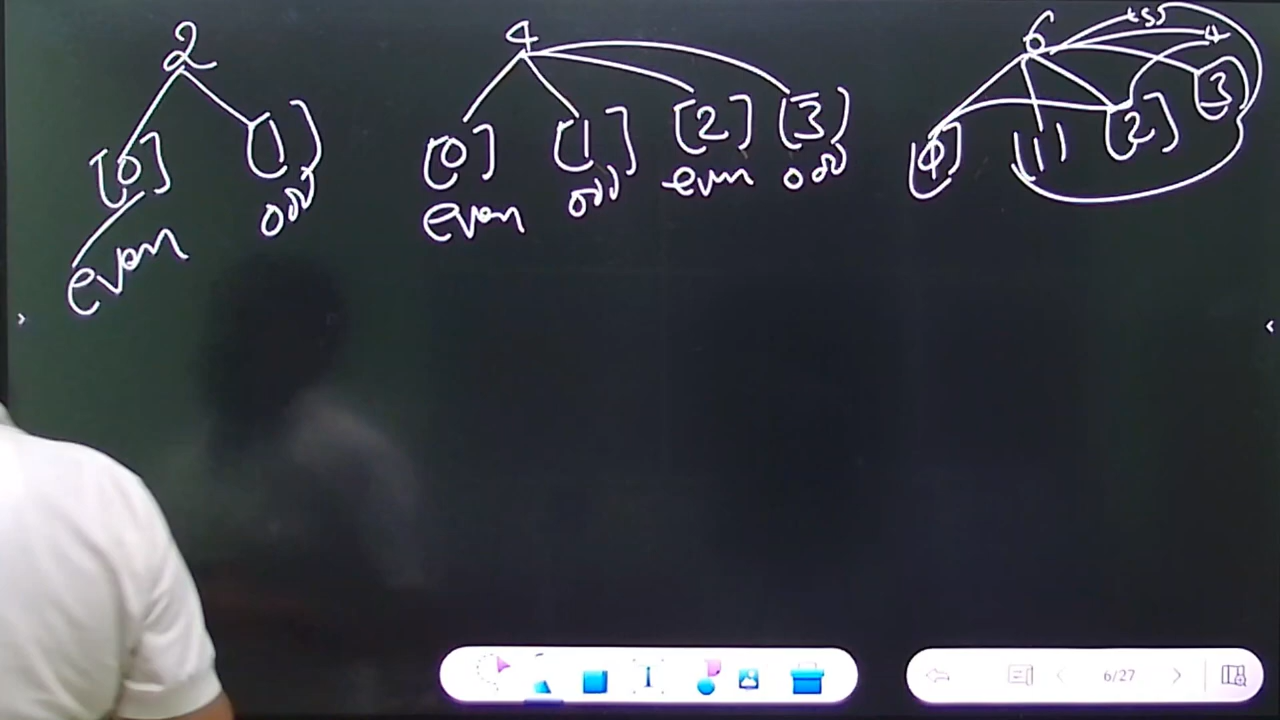 2 4 6
[0] [1] [0] [1] [2] [3] [0] [1] [2] [3] 4
even odd even odd even odd
6/27